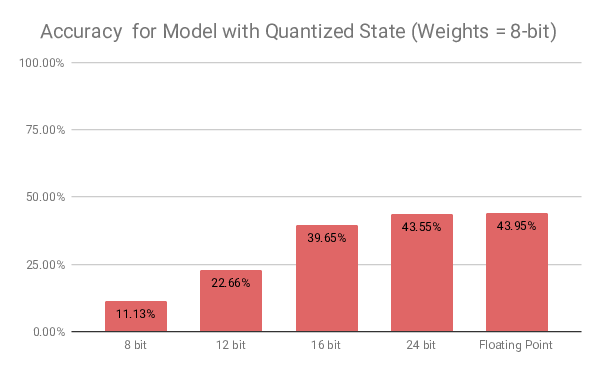 Accuracy  for Model with Quantized State (Weights = 8-bit)
100.00%
75.00%
50.00%
25.00%
0.00%
11.13%
22.66%
39.65%
43.55%
43.95%
8 bit
12 bit
16 bit
24 bit
Floating Point